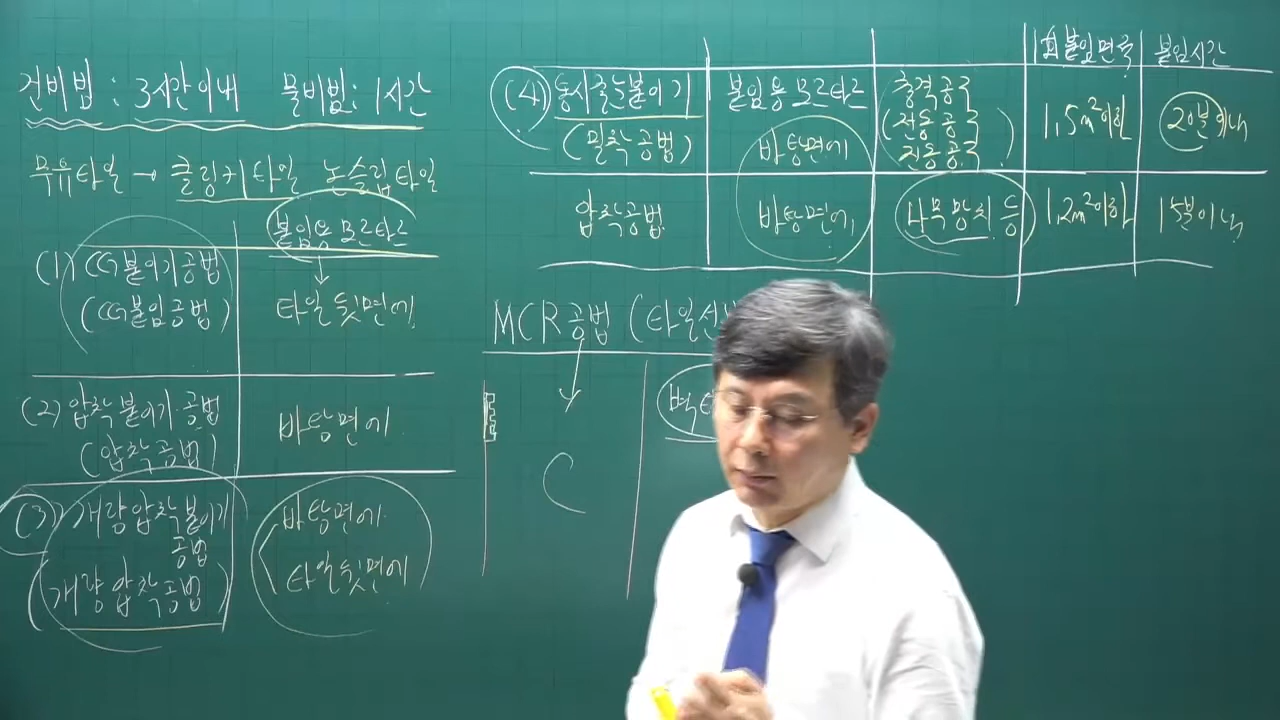 건비빔 : 3시간 이내 물비빔 : 1시간
무유타일 → 클링커타일 논슬립타일
붙임용 모르타르
↓
(1) 떠붙이기공법 타일 뒷면에
(떠붙임공법)
(2) 압착 붙이기 공법 바탕면에
(압착공법)
(3) 개량압착붙이기 바탕면에
공법
(개량압착공법) 타일뒷면에
1회 붙임면적 붙임시간
(4) 동시줄눈붙이기 붙임용 모르타르 충격공구 1.5m²이하 20분이내
(밀착공법) 바탕면에 (전동공구
진동공구)
압착공법 바탕면에 나무망치 등 1.2m²이하 15분이내
MCR공법 (타일선
C